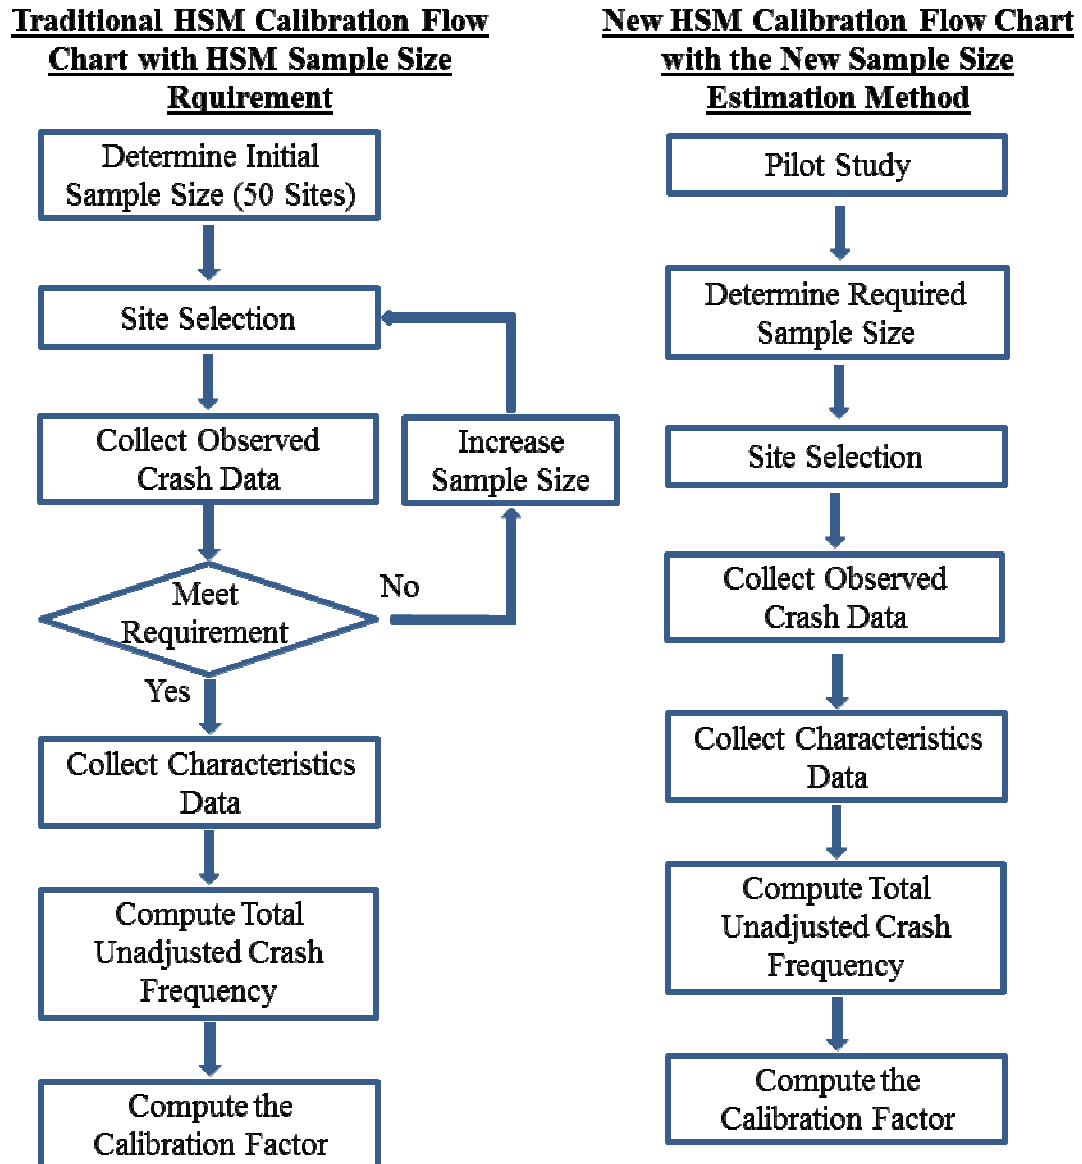 Traditional HSM Calibration Flow
Chart with HSM Sample Size
Rquirement
Determine Initial
Sample Size (50 Sites)
Site Selection
Collect Observed
Crash Data
Increase
Sample Size
Meet
Requirement
No
Yes
Collect Characteristics
Data
Compute Total
Unadjusted Crash
Frequency
Compute the
Calibration Factor
New HSM Calibration Flow Chart
with the New Sample Size
Estimation Method
Pilot Study
Determine Required
Sample Size
Site Selection
Collect Observed
Crash Data
Collect Characteristics
Data
Compute Total
Unadjusted Crash
Frequency
Compute the
Calibration Factor